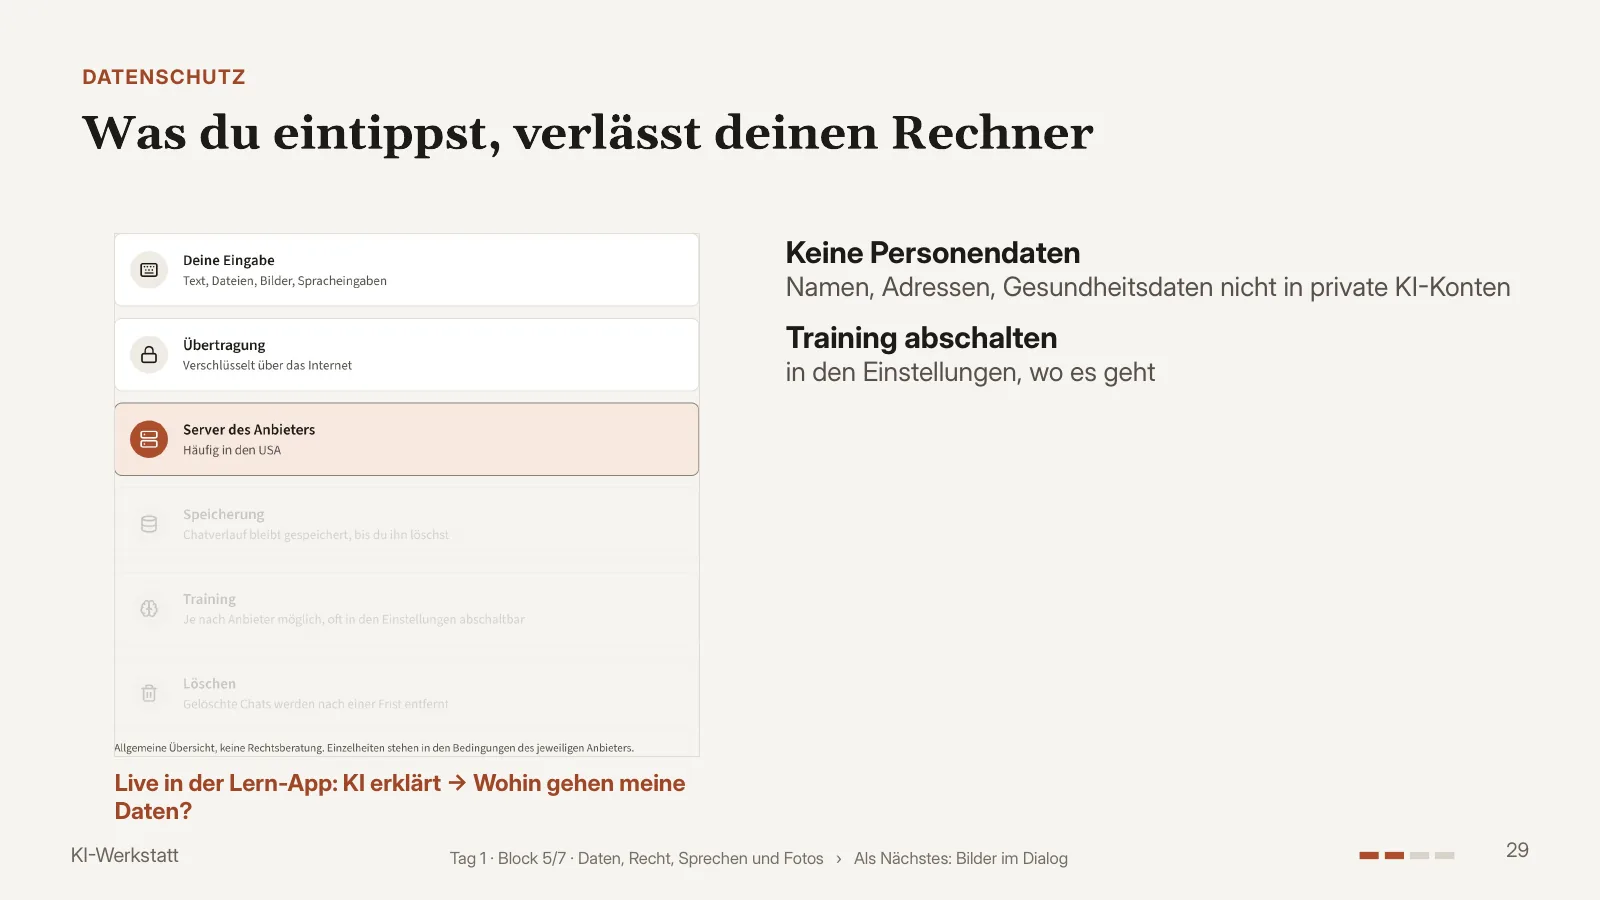 DATENSCHUTZ
Was du eintippst, verlässt deinen Rechner
Deine Eingabe
Text, Dateien, Bilder, Spracheingaben
Übertragung
Verschlüsselt über das Internet
Server des Anbieters
Häufig in den USA
Speicherung
Chatverlauf bleibt gespeichert, bis du ihn löschst
Training
Je nach Anbieter möglich, oft in den Einstellungen abschaltbar
Löschen
Gelöschte Chats werden nach einer Frist entfernt
Allgemeine Übersicht, keine Rechtsberatung. Einzelheiten stehen in den Bedingungen des jeweiligen Anbieters.
Live in der Lern-App: KI erklärt → Wohin gehen meine
Daten?
Keine Personendaten
Namen, Adressen, Gesundheitsdaten nicht in private KI-Konten
Training abschalten
in den Einstellungen, wo es geht
KI-Werkstatt
Tag 1 · Block 5/7 · Daten, Recht, Sprechen und Fotos › Als Nächstes: Bilder im Dialog
29